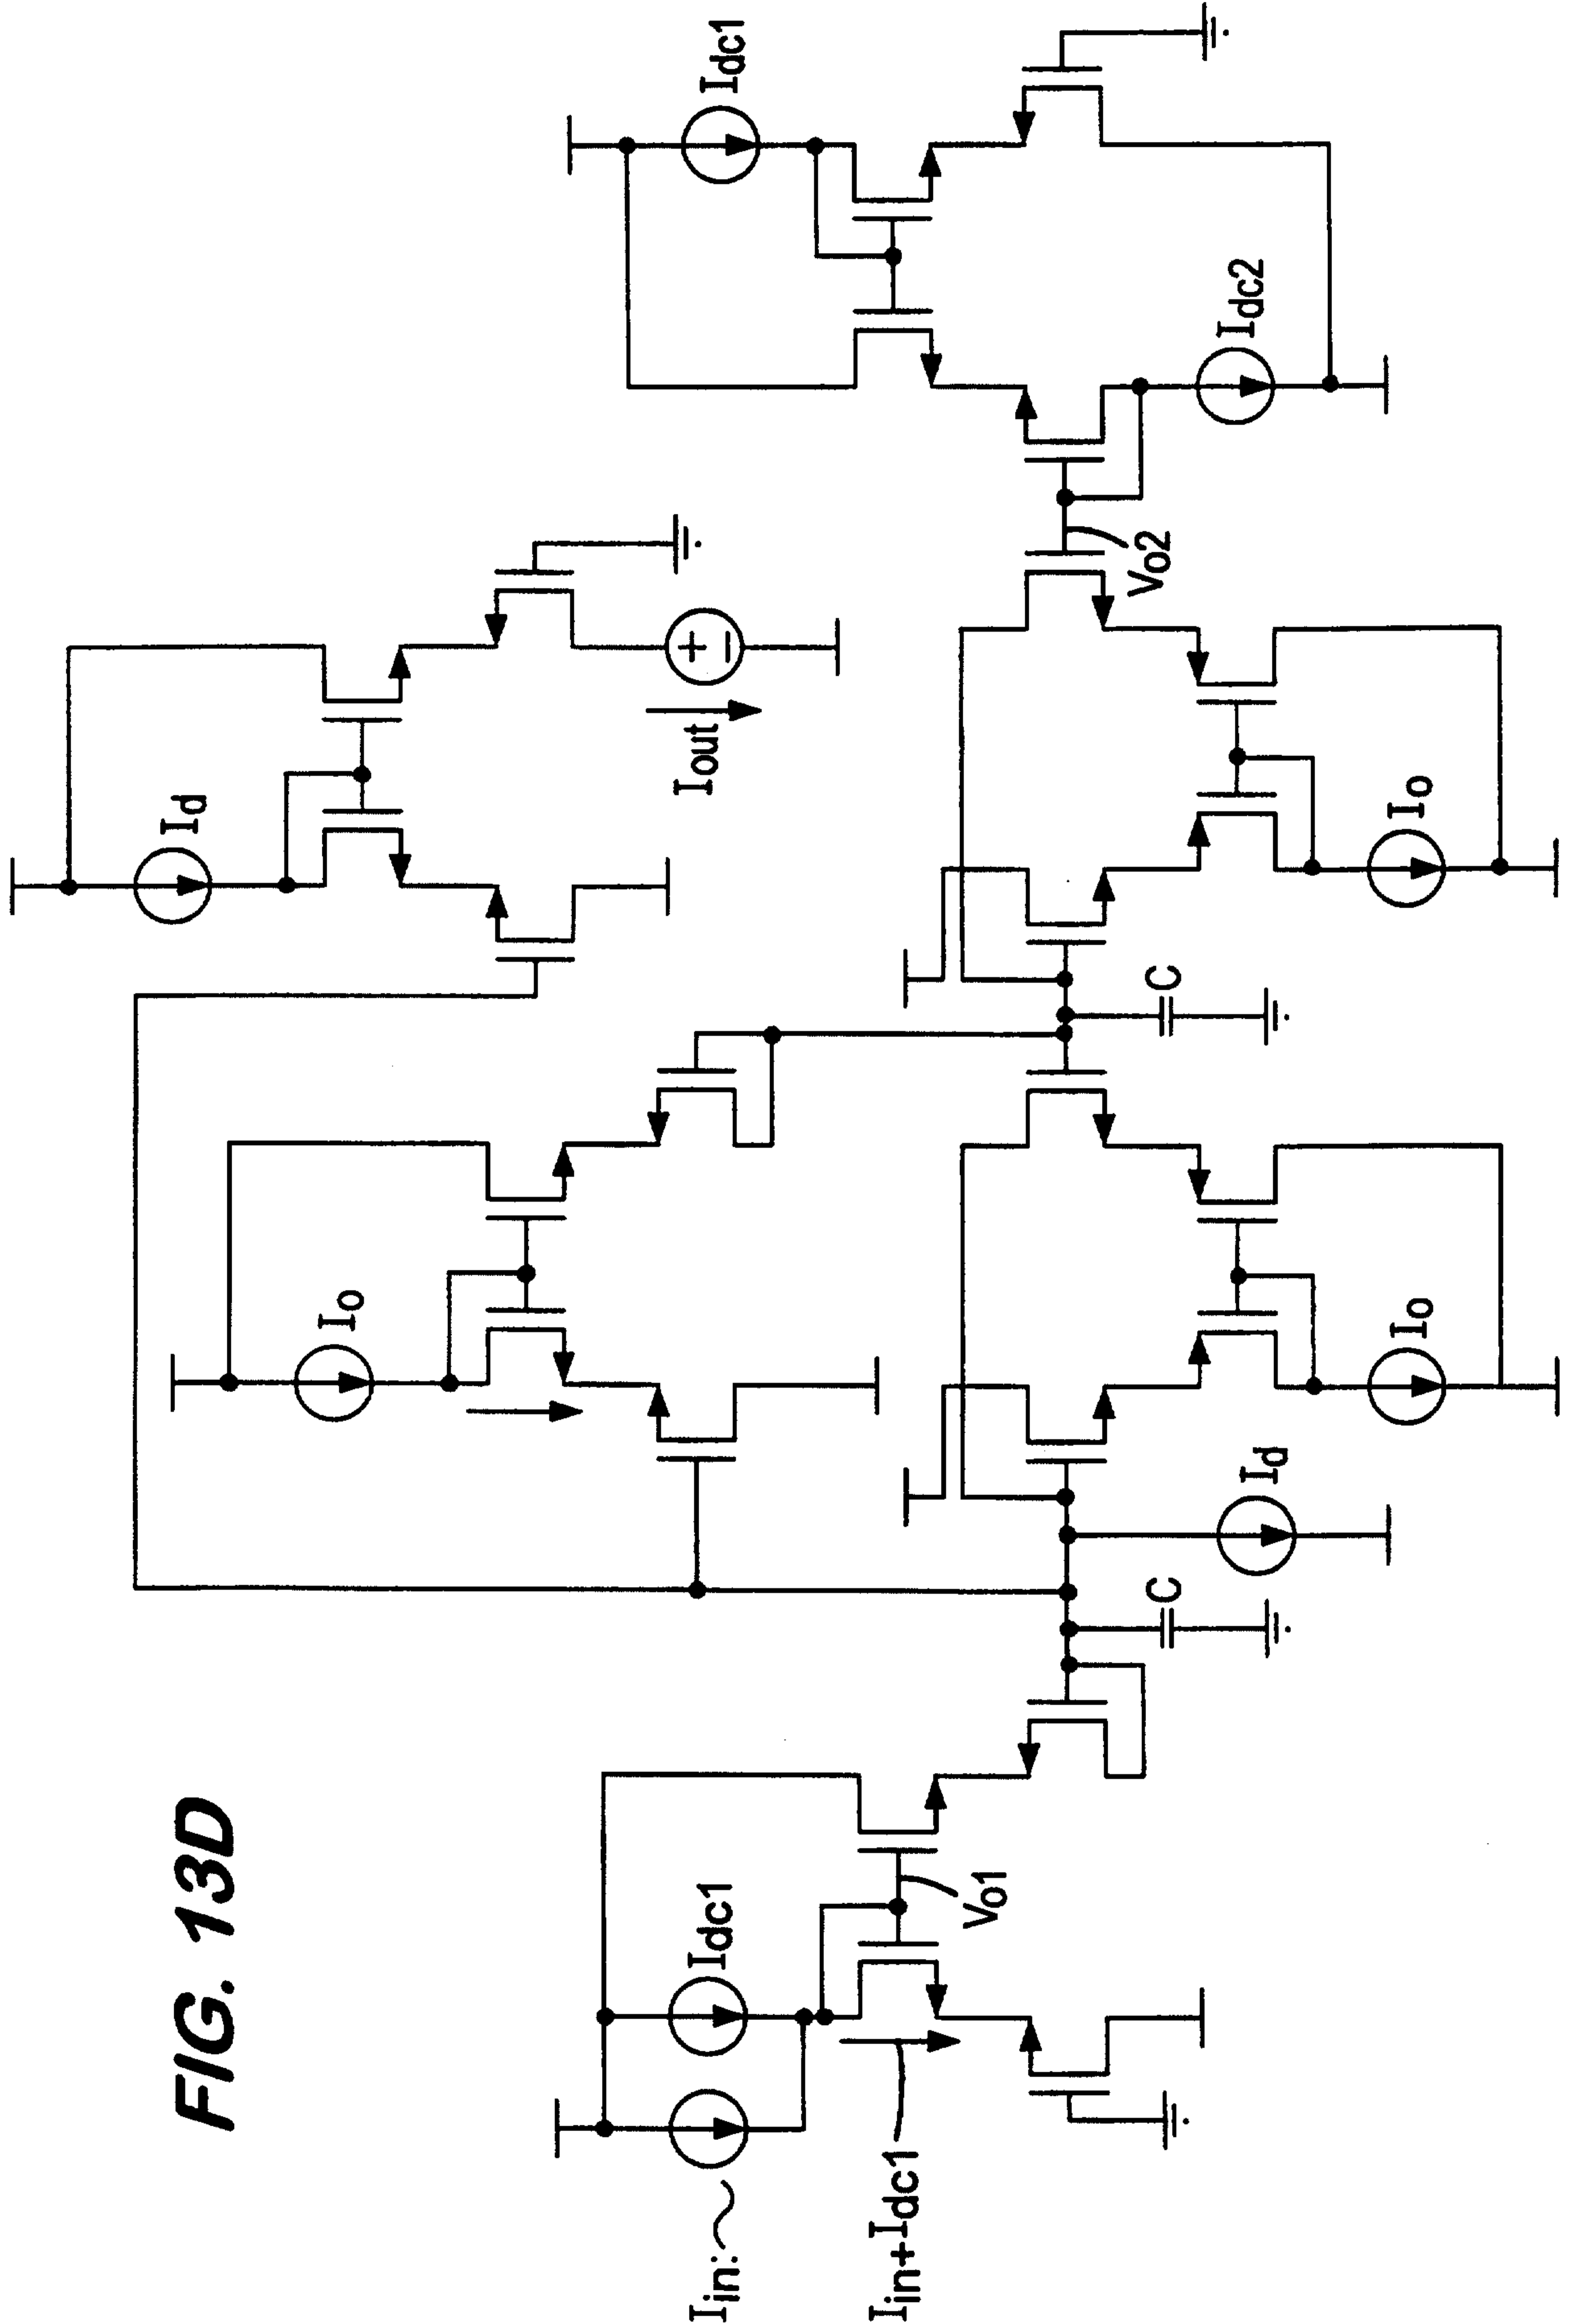 FIG. 13D
Iin:
Iin+Idc1
Idc1
Vo1
C
Id
Io
Io
C
Io
Id
Iout
Vo2
Idc2
Idc1
+
−